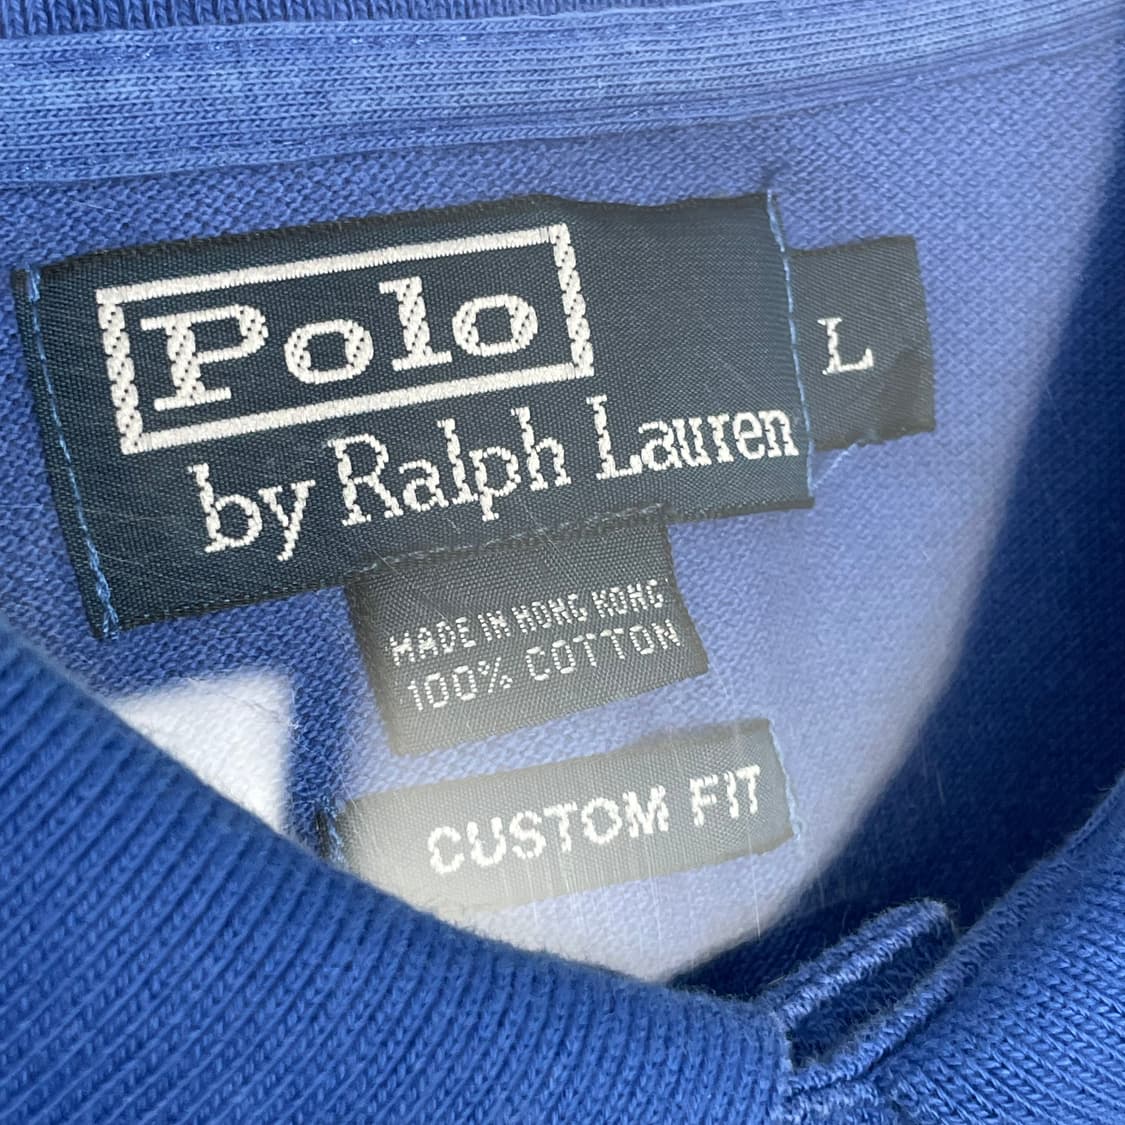 Polo
by Ralph Lauren
L
MADE IN HONG KONG
100% COTTON
CUSTOM FIT